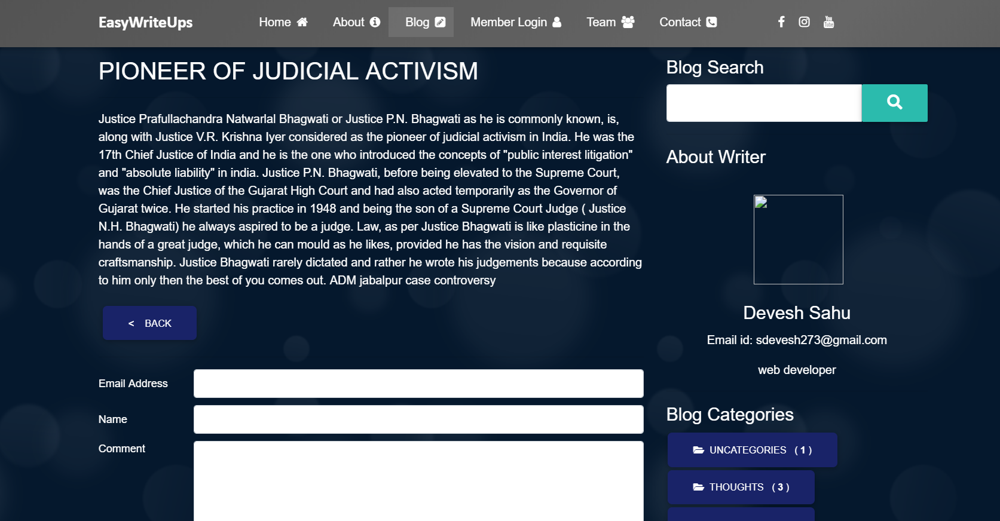 EasyWriteUps
Home
About
Blog
Member Login
Team
Contact
You
Tube
PIONEER OF JUDICIAL ACTIVISM
Justice Prafullachandra Natwarlal Bhagwati or Justice P.N. Bhagwati as he is commonly known, is,
along with Justice V.R. Krishna Iyer considered as the pioneer of judicial activism in India. He was the
17th Chief Justice of India and he is the one who introduced the concepts of "public interest litigation"
and "absolute liability" in india. Justice P.N. Bhagwati, before being elevated to the Supreme Court,
was the Chief Justice of the Gujarat High Court and had also acted temporarily as the Governor of
Gujarat twice. He started his practice in 1948 and being the son of a Supreme Court Judge ( Justice
N.H. Bhagwati) he always aspired to be a judge. Law, as per Justice Bhagwati is like plasticine in the
hands of a great judge, which he can mould as he likes, provided he has the vision and requisite
craftsmanship. Justice Bhagwati rarely dictated and rather he wrote his judgements because according
to him only then the best of you comes out. ADM jabalpur case controversy
< BACK
Email Address
Name
Comment
Blog Search
About Writer
Devesh Sahu
Email id: sdevesh273@gmail.com
web developer
Blog Categories
UNCATEGORIES ( 1 )
THOUGHTS ( 3 )